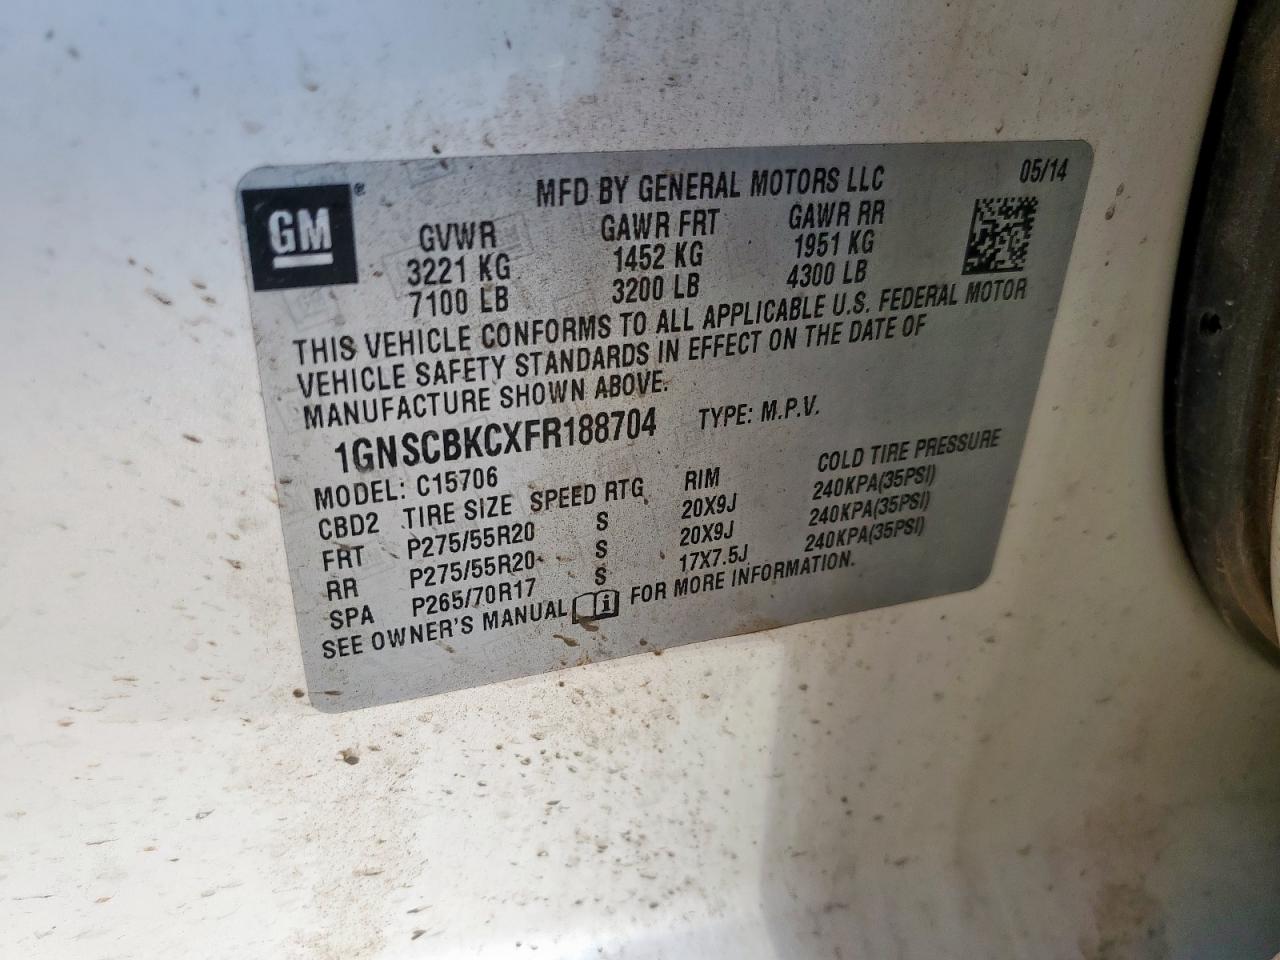 GM®
MFD BY GENERAL MOTORS LLC 05/14
GVWR GAWR FRT GAWR RR
3221 KG 1452 KG 1951 KG
7100 LB 3200 LB 4300 LB
THIS VEHICLE CONFORMS TO ALL APPLICABLE U.S. FEDERAL MOTOR
VEHICLE SAFETY STANDARDS IN EFFECT ON THE DATE OF
MANUFACTURE SHOWN ABOVE.
1GNSCBKCXFR188704 TYPE: M.P.V.
MODEL: C15706
CBD2 TIRE SIZE SPEED RTG RIM COLD TIRE PRESSURE
FRT P275/55R20 S 20X9J 240KPA(35PSI)
RR P275/55R20 S 20X9J 240KPA(35PSI)
SPA P265/70R17 S 17X7.5J 240KPA(35PSI)
SEE OWNER'S MANUAL i FOR MORE INFORMATION.